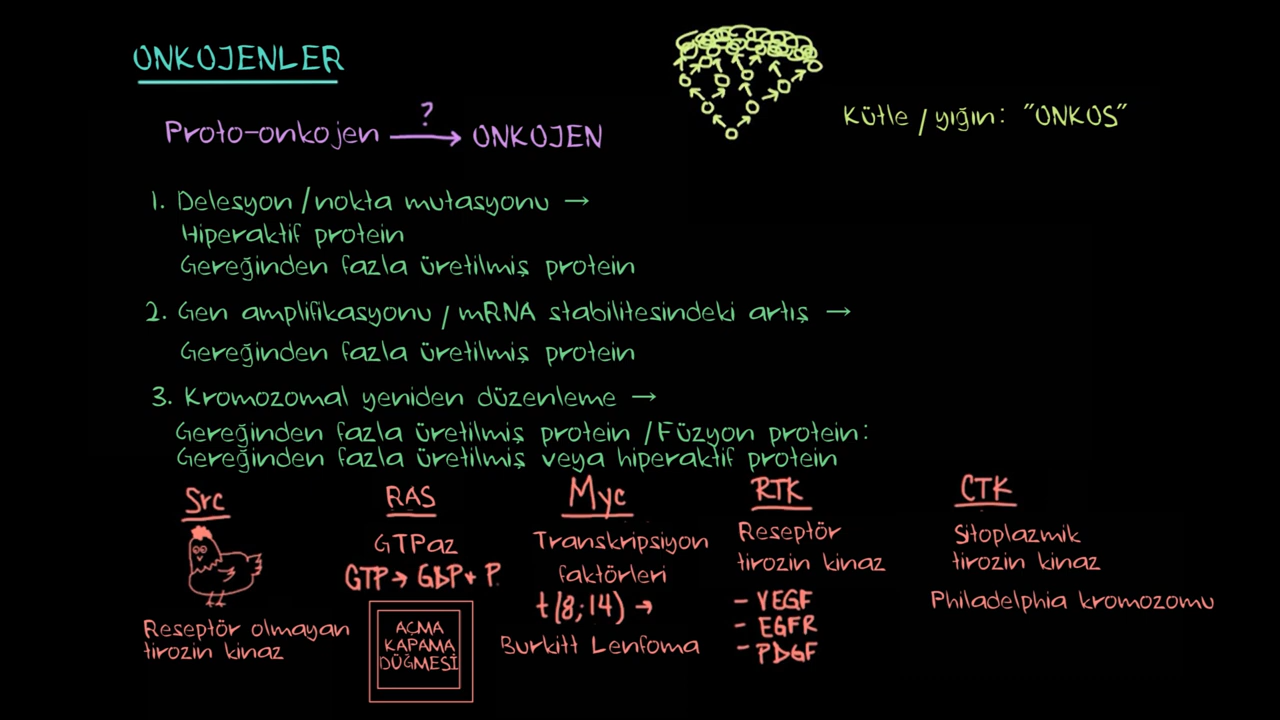 ONKOJENLER
Proto-onkojen ? → ONKOJEN
Kütle / yığın: "ONKOS"
1. Delesyon / nokta mutasyonu →
Hiperaktif protein
Gereğinden fazla üretilmiş protein
2. Gen amplifikasyonu / mRNA stabilitesindeki artış →
Gereğinden fazla üretilmiş protein
3. Kromozomal yeniden düzenleme →
Gereğinden fazla üretilmiş protein / Füzyon protein:
Gereğinden fazla üretilmiş veya hiperaktif protein
Src
Reseptör olmayan
tirozin kinaz
RAS
GTPaz
GTP → GDP + P
AÇMA
KAPAMA
DÜĞMESİ
Myc
Transkripsiyon
faktörleri
t(8;14) →
Burkitt Lenfoma
RTK
Reseptör
tirozin kinaz
- VEGF
- EGFR
- PDGF
CTK
Sitoplazmik
tirozin kinaz
Philadelphia kromozomu